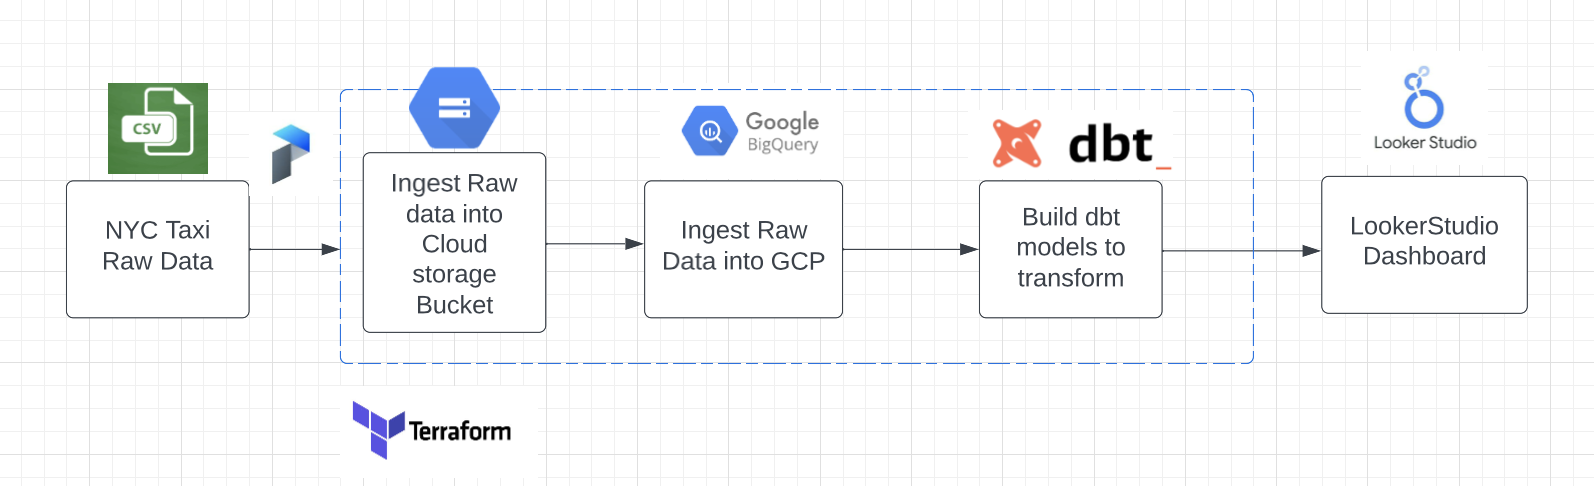 CSV
NYC Taxi
Raw Data
Ingest Raw
data into
Cloud
storage
Bucket
Google
BigQuery
Ingest Raw
Data into GCP
dbt_
Build dbt
models to
transform
Looker Studio
LookerStudio
Dashboard
Terraform